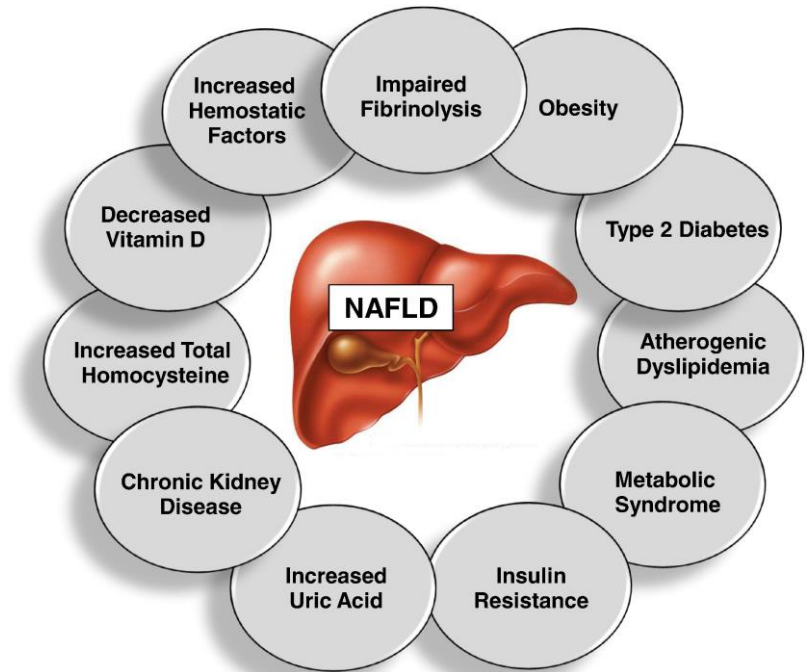 Impaired
Fibrinolysis
Obesity
Type 2 Diabetes
Atherogenic
Dyslipidemia
Metabolic
Syndrome
Insulin
Resistance
Increased
Uric Acid
Chronic Kidney
Disease
Increased Total
Homocysteine
Decreased
Vitamin D
Increased
Hemostatic
Factors
NAFLD